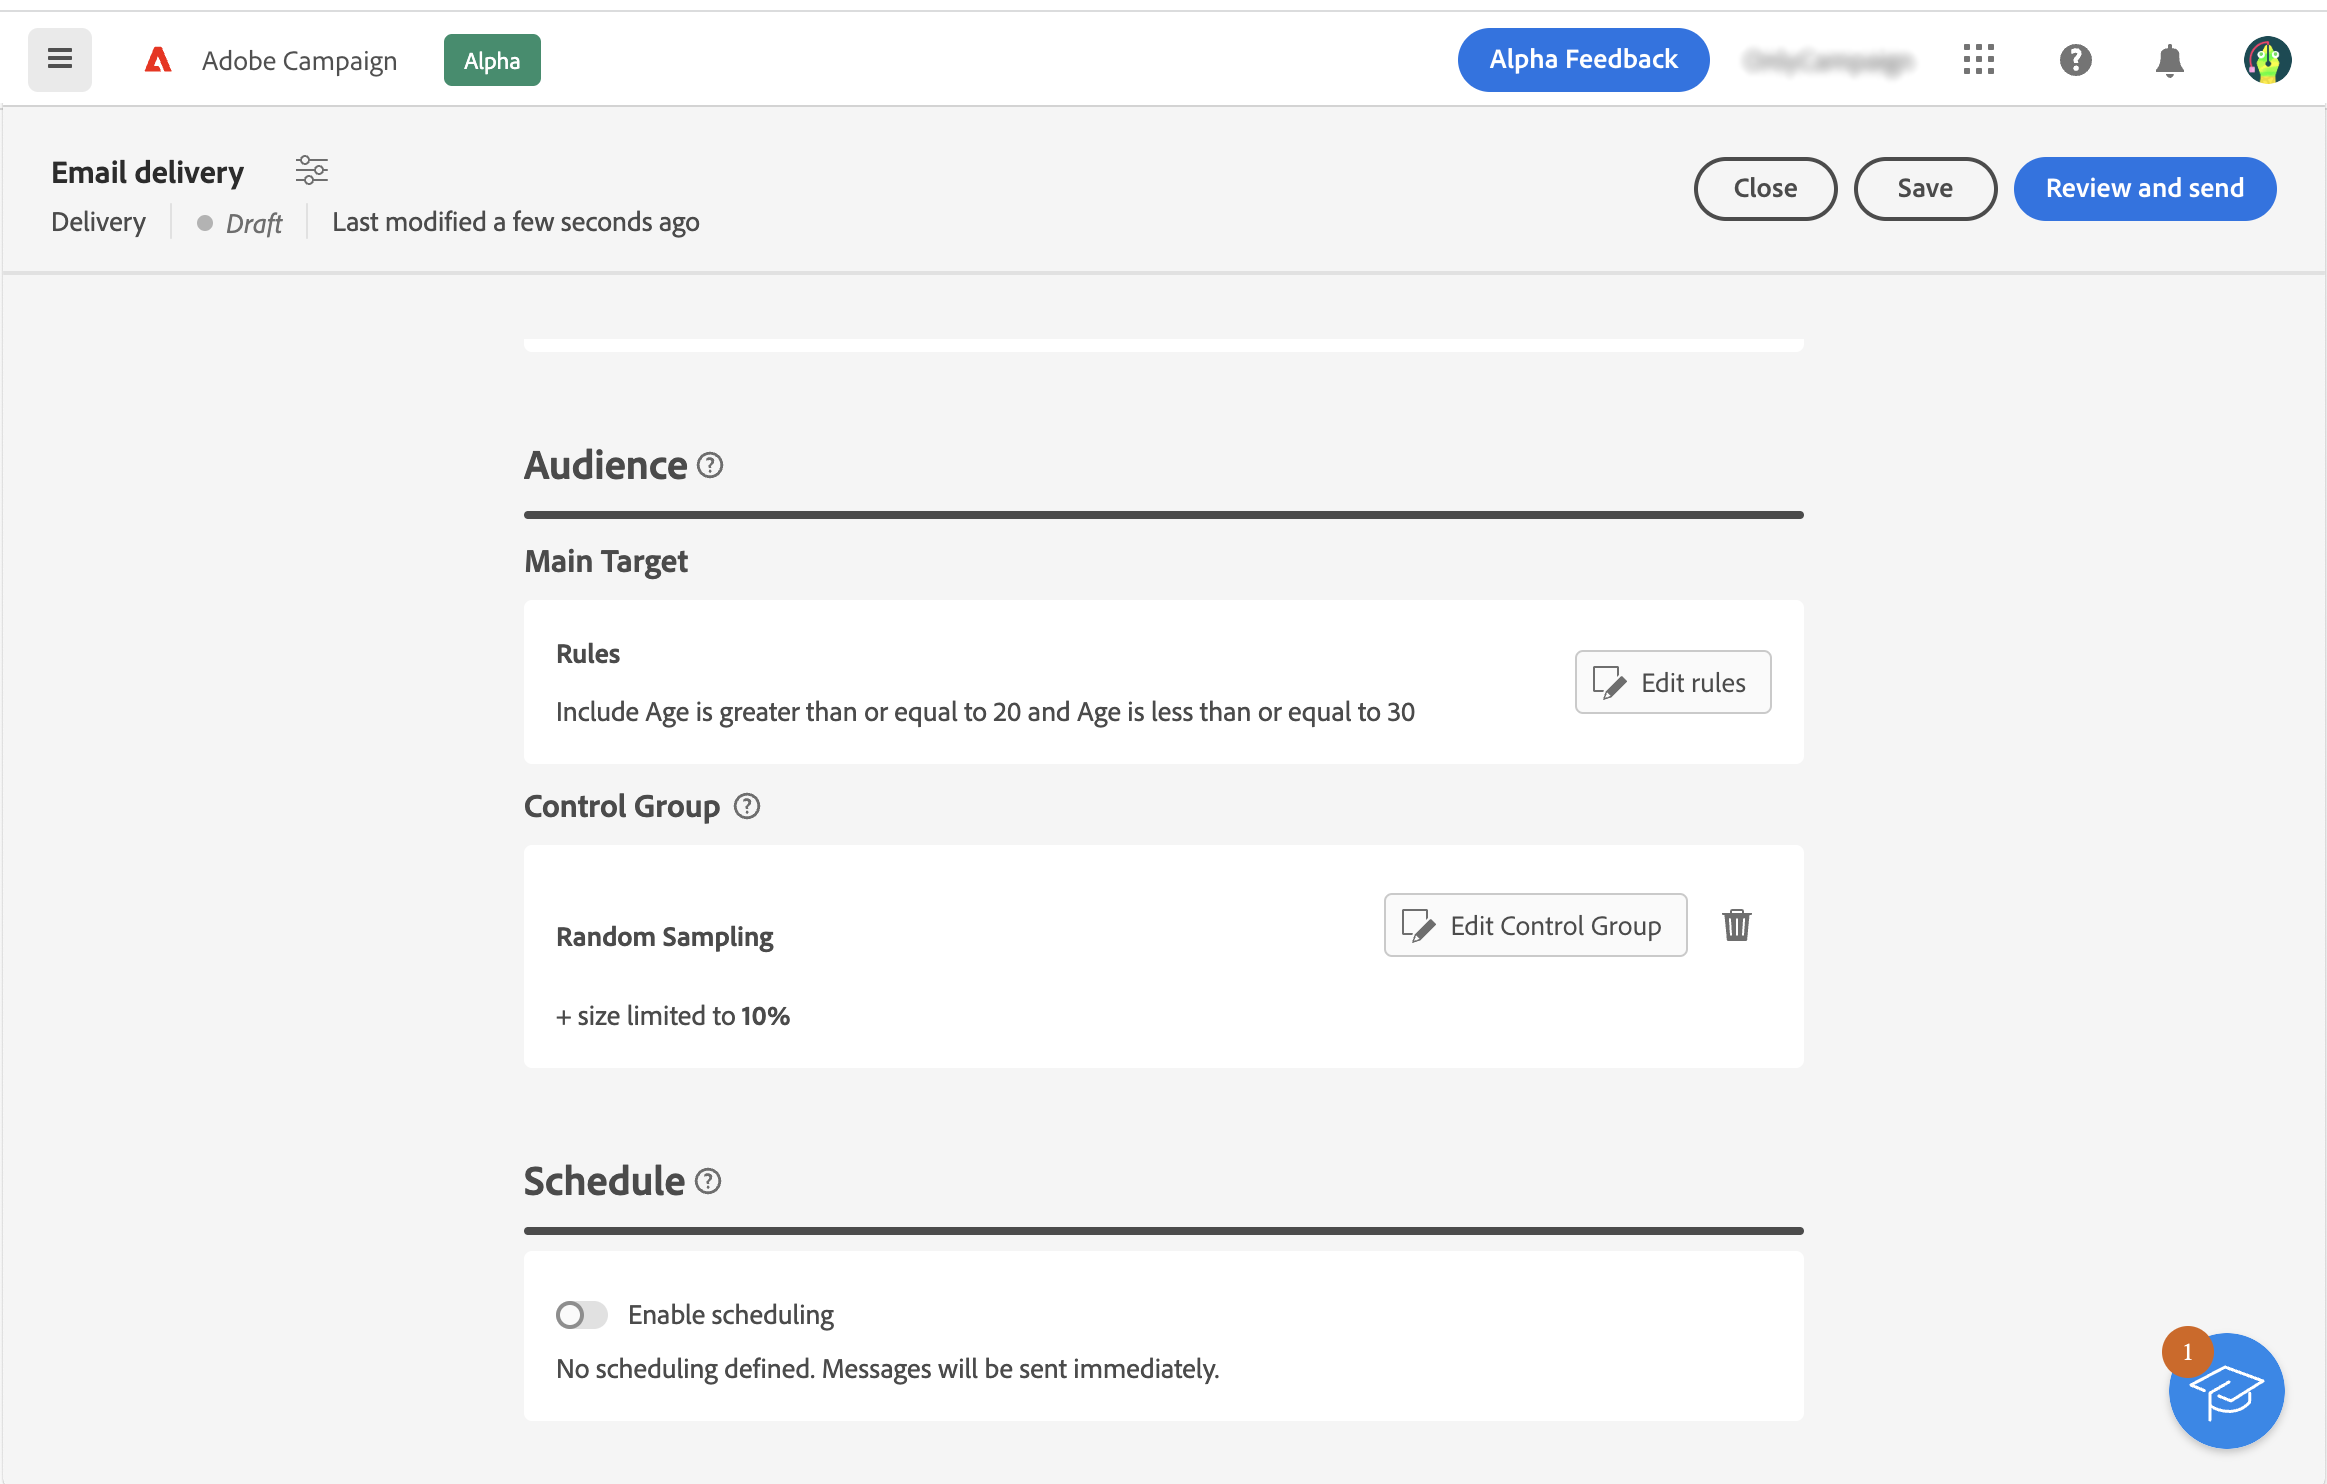 Adobe Campaign
Alpha
Alpha Feedback
Email delivery
Delivery
Draft
Last modified a few seconds ago
Close
Save
Review and send
Audience
Main Target
Rules
Include Age is greater than or equal to 20 and Age is less than or equal to 30
Edit rules
Control Group
Random Sampling
+ size limited to 10%
Edit Control Group
Schedule
Enable scheduling
No scheduling defined. Messages will be sent immediately.
1